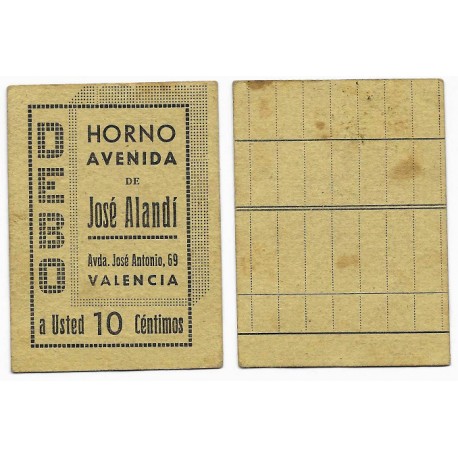 DEBO
HORNO
AVENIDA
DE
José Alandí
Avda. José Antonio, 69
VALENCIA
a Usted 10 Céntimos